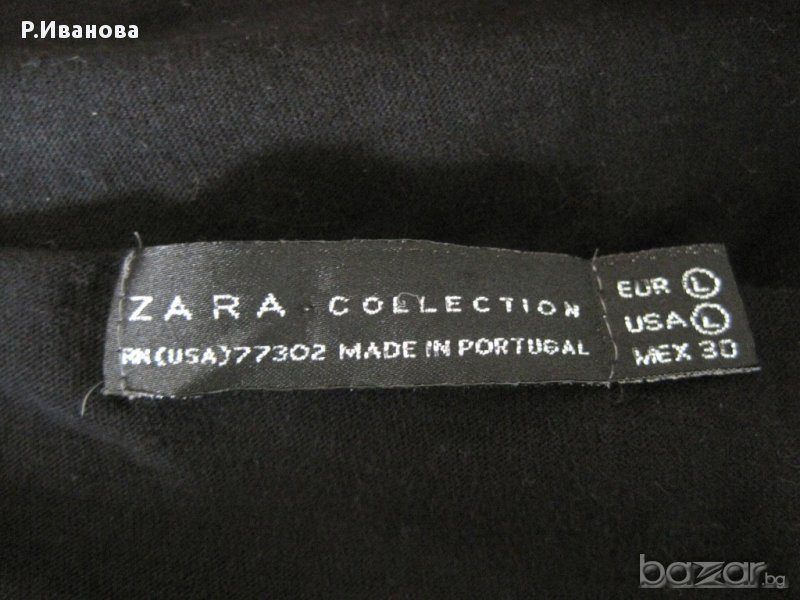 Р.Иванова
ZARA COLLECTION
RN(USA)77302 MADE IN PORTUGAL
EUR L
USA L
MEX 30
bazar.bg